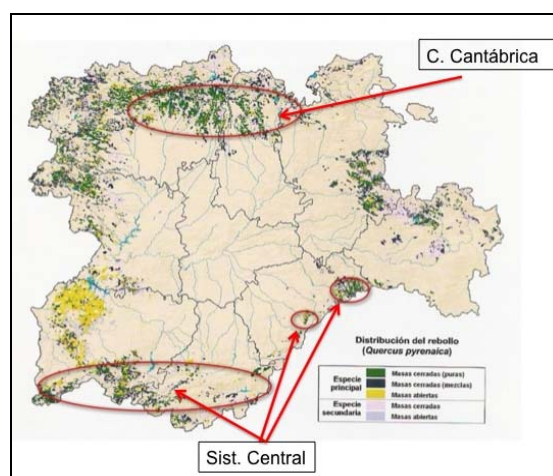 C. Cantábrica
Distribución del rebollo
(Quercus pyrenaica)
Especie
principal
Masas cerradas (puras)
Masas cerradas (mezclas)
Masas abiertas
Especie
secundaria
Masas cerradas
Masas abiertas
Sist. Central